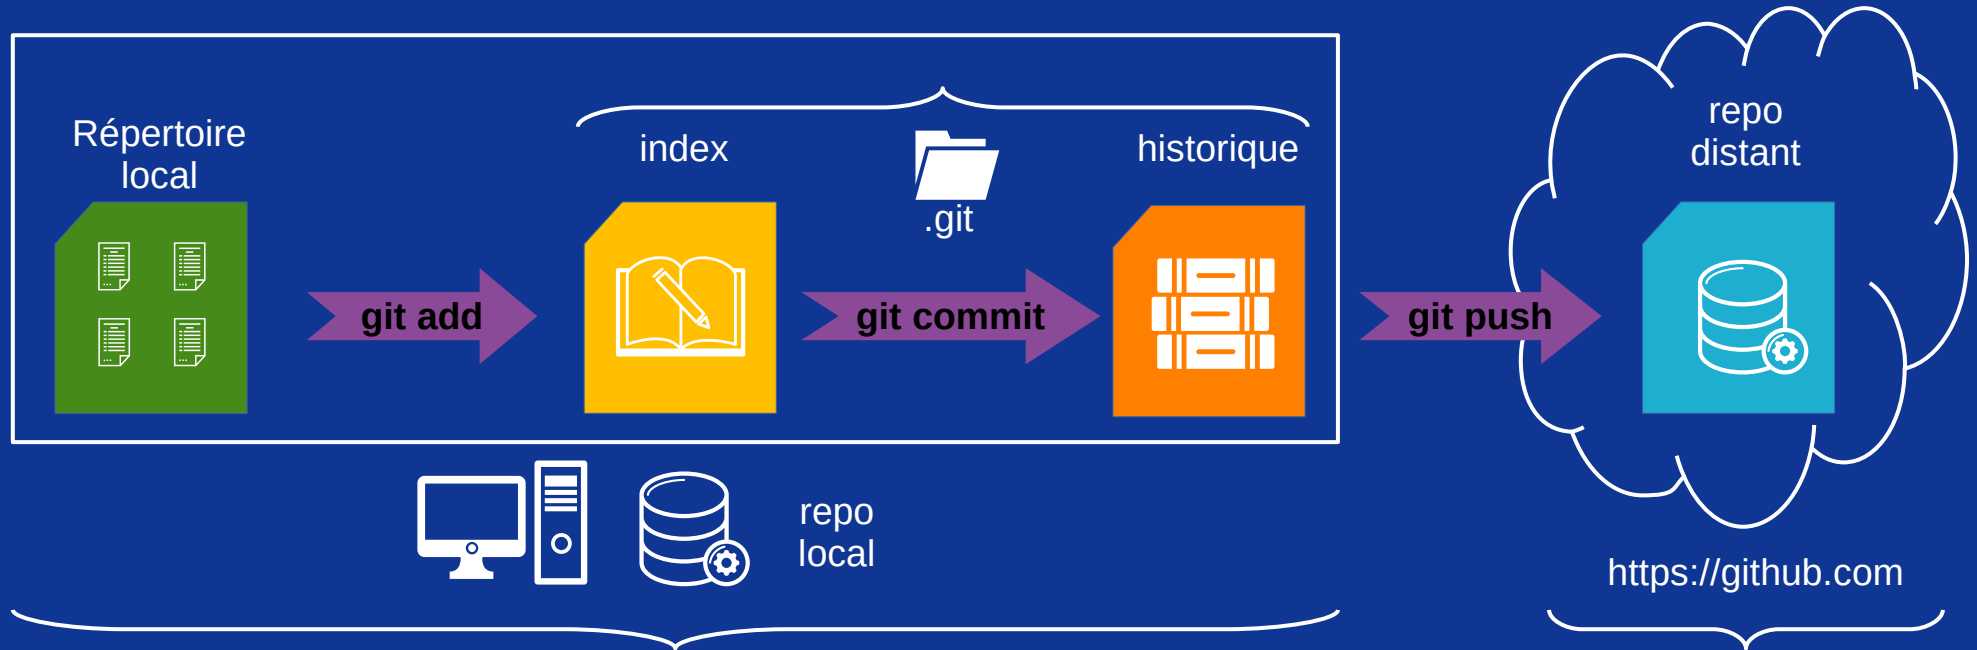 Répertoire
local
index
.git
historique
repo
distant
git add
git commit
git push
repo
local
https://github.com